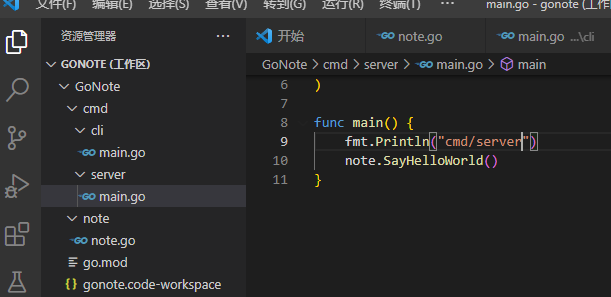 文件(F) 编辑(E) 选择(S) 查看(V) 转到(G) 运行(R) 终端(T) ··· main.go - gonote (工作
资源管理器 ···
开始 note.go main.go ...\cli
GONOTE (工作区)
GoNote > cmd > server > main.go > main
GoNote
cmd
cli
main.go
server
main.go
note
note.go
go.mod
gonote.code-workspace
6 )
7
8 func main() {
9 fmt.Println("cmd/server")
10 note.SayHelloWorld()
11 }